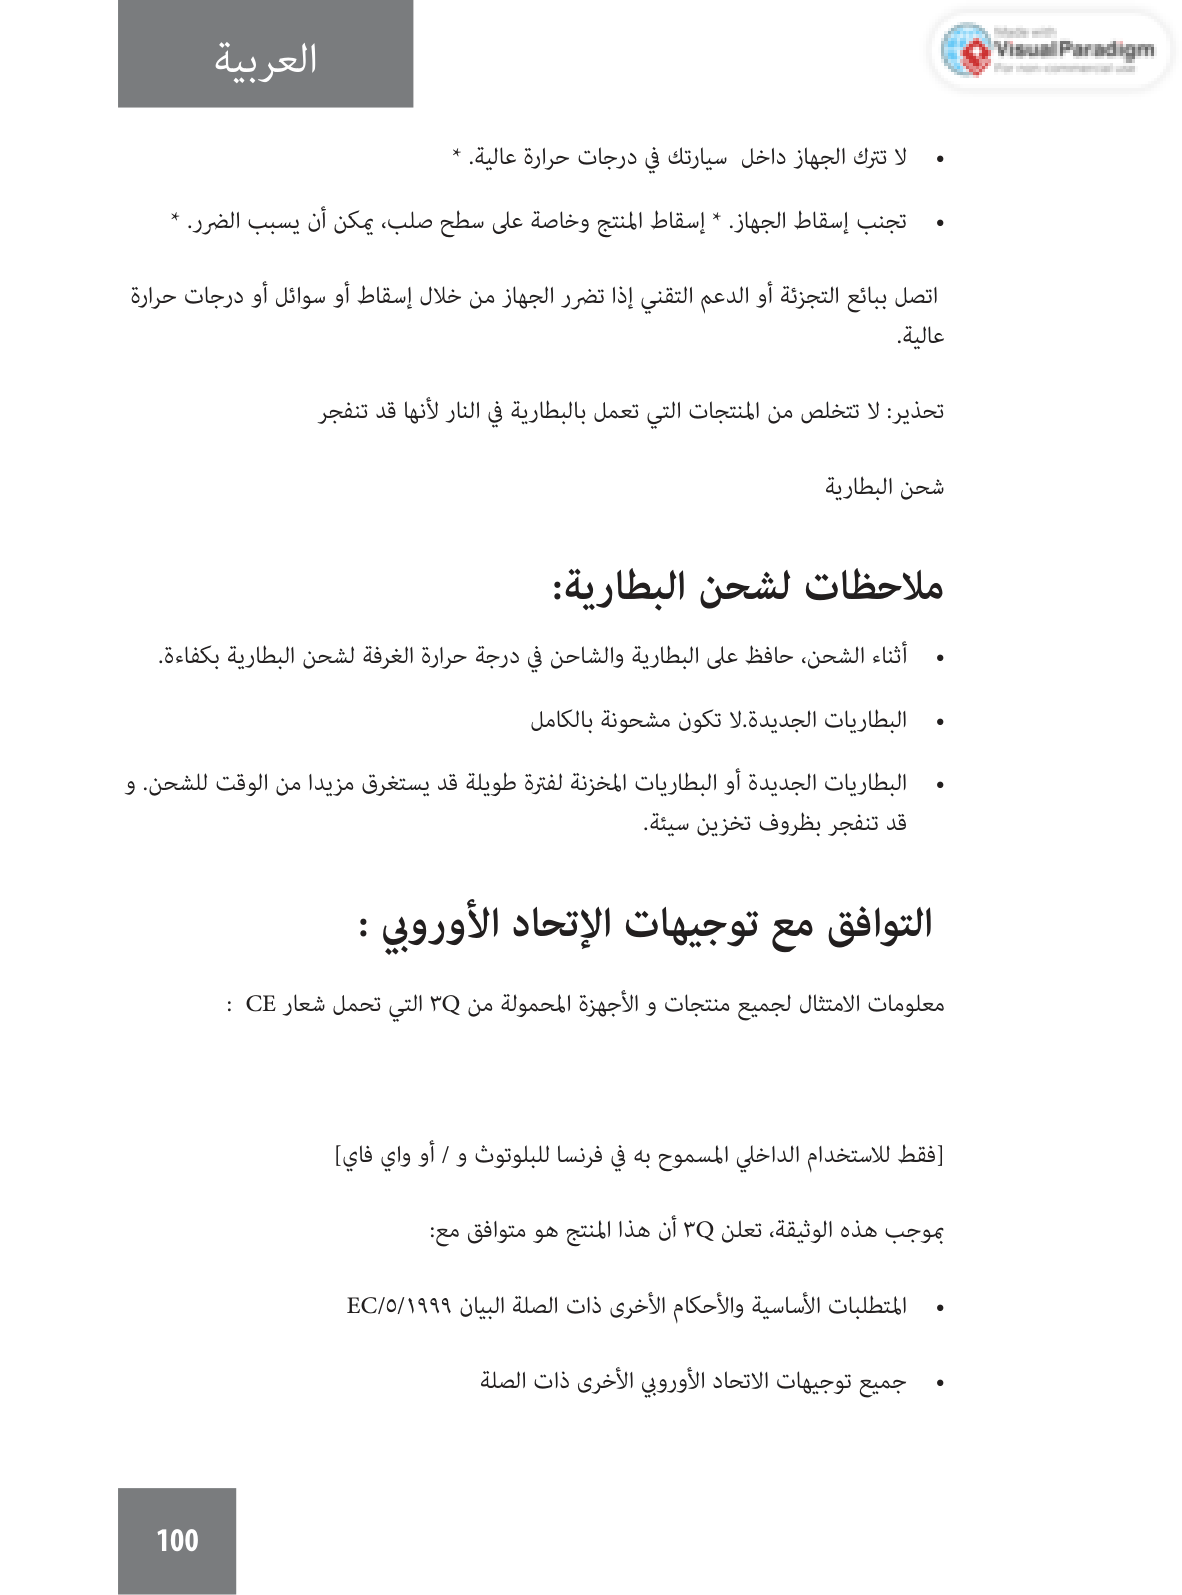 العربية
Made with
Visual Paradigm
For non-commercial use
• لا تترك الجهاز داخل سيارتك في درجات حرارة عالية. *
• تجنب إسقاط الجهاز. * إسقاط المنتج وخاصة على سطح صلب، يمكن أن يسبب الضرر. *
اتصل ببائع التجزئة أو الدعم التقني إذا تضرر الجهاز من خلال إسقاط أو سوائل أو درجات حرارة
عالية.
تحذير: لا تتخلص من المنتجات التي تعمل بالبطارية في النار لأنها قد تنفجر
شحن البطارية
ملاحظات لشحن البطارية:
• أثناء الشحن، حافظ على البطارية والشاحن في درجة حرارة الغرفة لشحن البطارية بكفاءة.
• البطاريات الجديدة.لا تكون مشحونة بالكامل
• البطاريات الجديدة أو البطاريات المخزنة لفترة طويلة قد يستغرق مزيدا من الوقت للشحن. و
قد تنفجر بظروف تخزين سيئة.
التوافق مع توجيهات الإتحاد الأوروبي :
معلومات الامتثال لجميع منتجات و الأجهزة المحمولة من ٣Q التي تحمل شعار CE :
[فقط للاستخدام الداخلي المسموح به في فرنسا للبلوتوث و / أو واي فاي]
بموجب هذه الوثيقة، تعلن ٣Q أن هذا المنتج هو متوافق مع:
• المتطلبات الأساسية والأحكام الأخرى ذات الصلة البيان ١٩٩٩/٥/EC
• جميع توجيهات الاتحاد الأوروبي الأخرى ذات الصلة
100